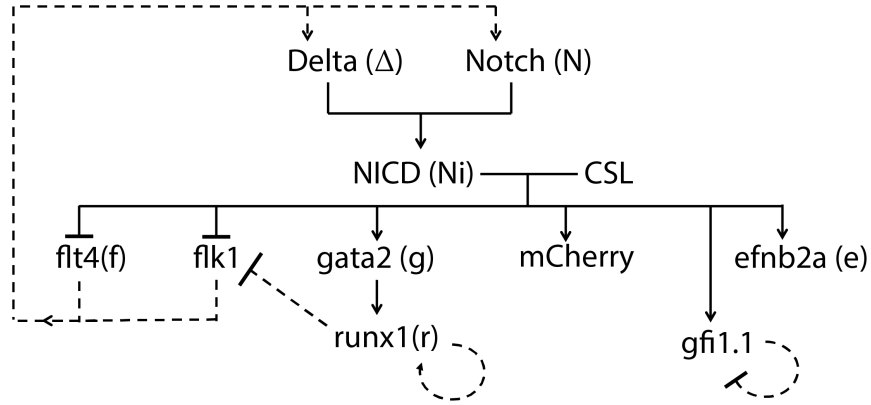 Delta (Δ) Notch (N)
NICD (Ni) CSL
flt4(f) flk1 gata2 (g) mCherry efnb2a (e)
runx1(r) gfi1.1